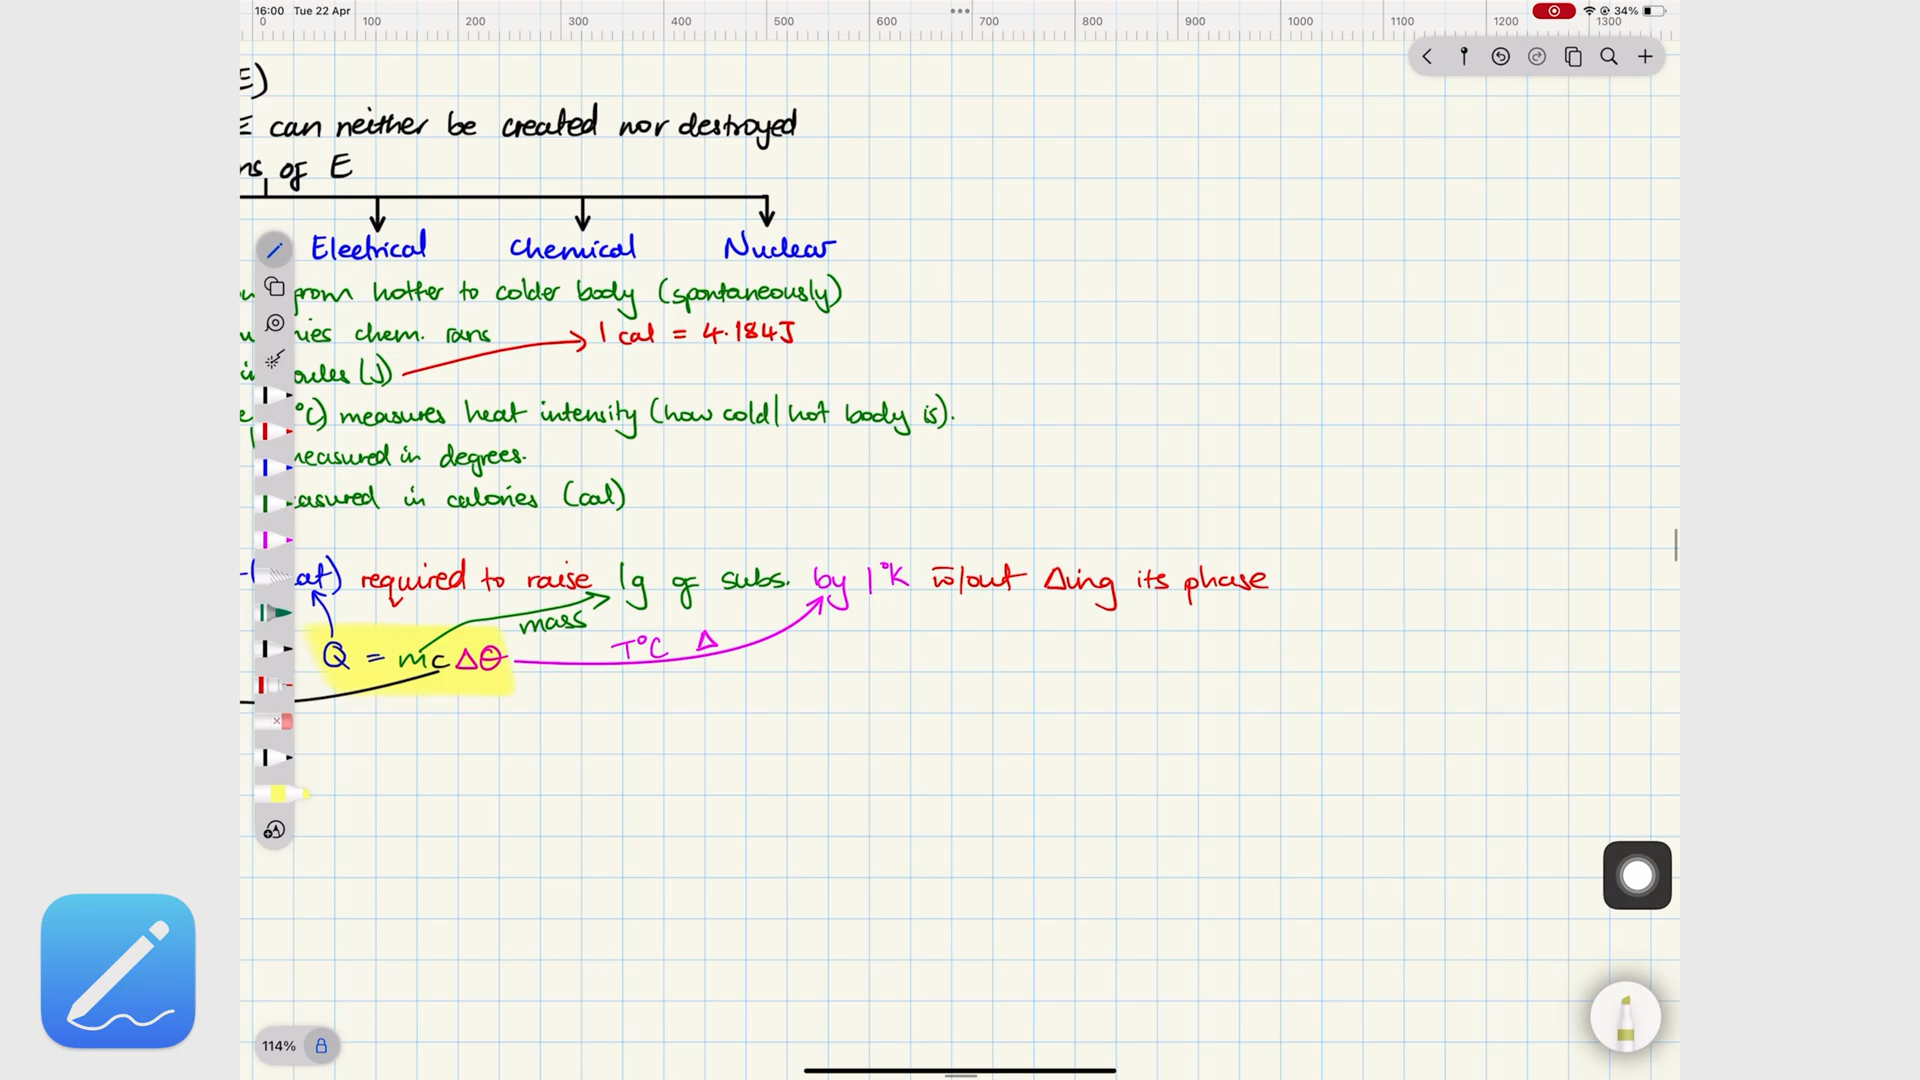 16:00 Tue 22 Apr
34%
0 100 200 300 400 500 600 700 800 900 1000 1100 1200 1300
E)
E can neither be created nor destroyed
ns of E
Electrical Chemical Nuclear
from hotter to colder body (spontaneously)
nies chem. rxns
1 cal = 4.184J
in oules (J)
°C) measures heat intensity (how cold/hot body is).
measured in degrees.
asured in calories (cal)
at) required to raise 1g of subs. by 1°K w/out Δing its phase
mass
T°C Δ
Q = mcΔθ
114%